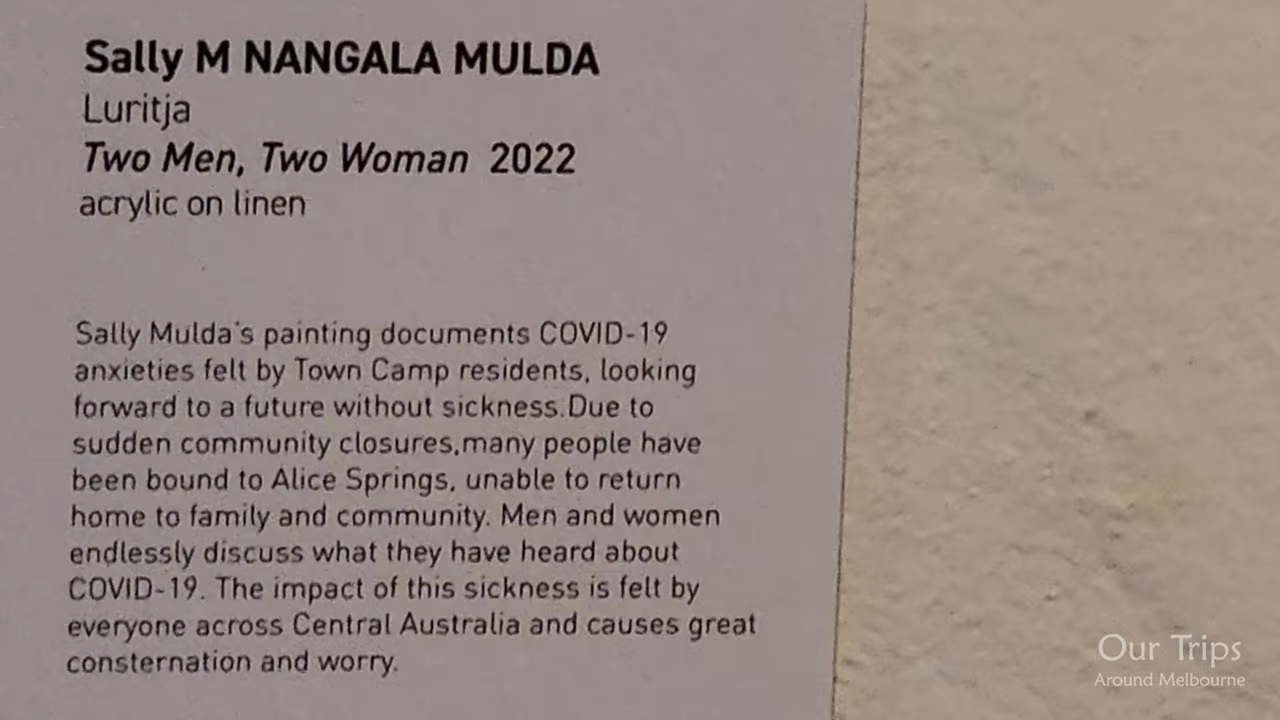 Sally M NANGALA MULDA
Luritja
Two Men, Two Woman 2022
acrylic on linen
Sally Mulda's painting documents COVID-19
anxieties felt by Town Camp residents, looking
forward to a future without sickness.Due to
sudden community closures,many people have
been bound to Alice Springs, unable to return
home to family and community. Men and women
endlessly discuss what they have heard about
COVID-19. The impact of this sickness is felt by
everyone across Central Australia and causes great
consternation and worry.
Our Trips
Around Melbourne